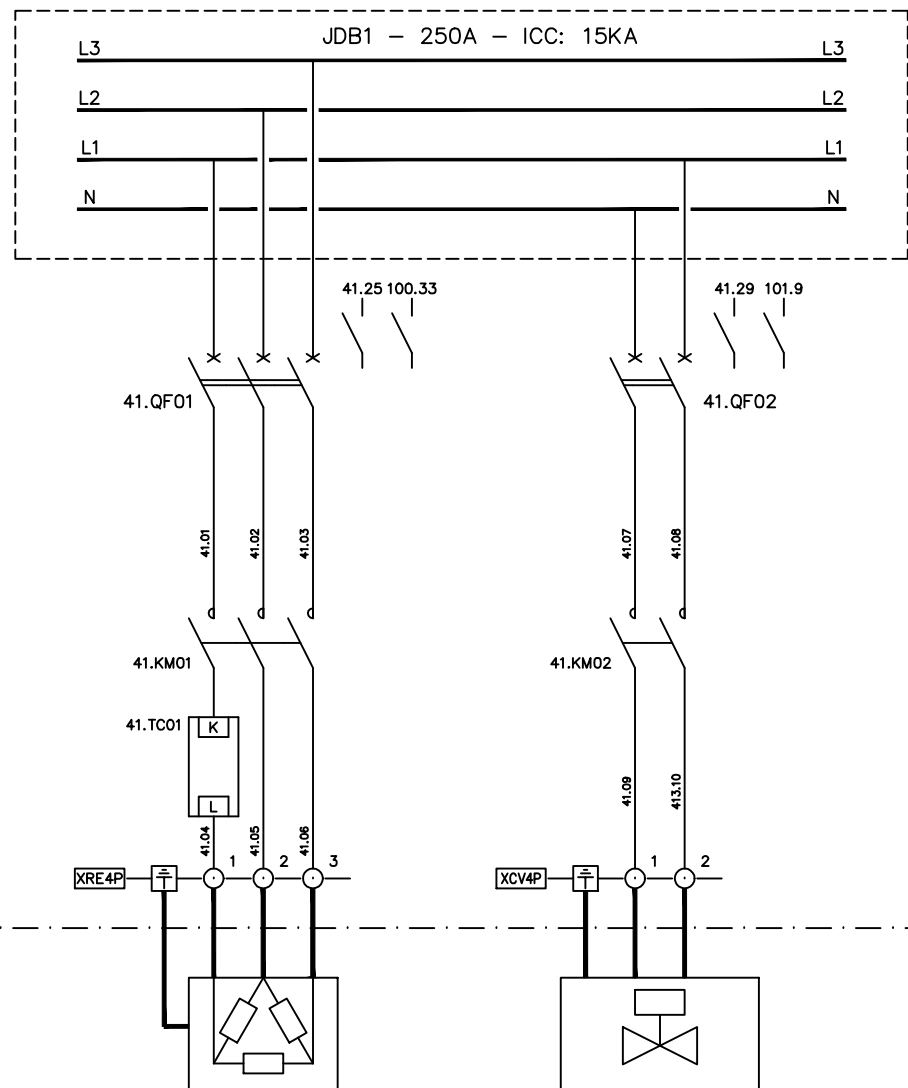 JDB1 – 250A – ICC: 15KA
L3 L3
L2 L2
L1 L1
N N
41.25 100.33 41.29 101.9
41.QF01 41.QF02
41.01 41.02 41.03 41.07 41.08
41.KM01 41.KM02
41.TC01 K
L
41.04 41.05 41.06 41.09 413.10
XRE4P 1 2 3 XCV4P 1 2